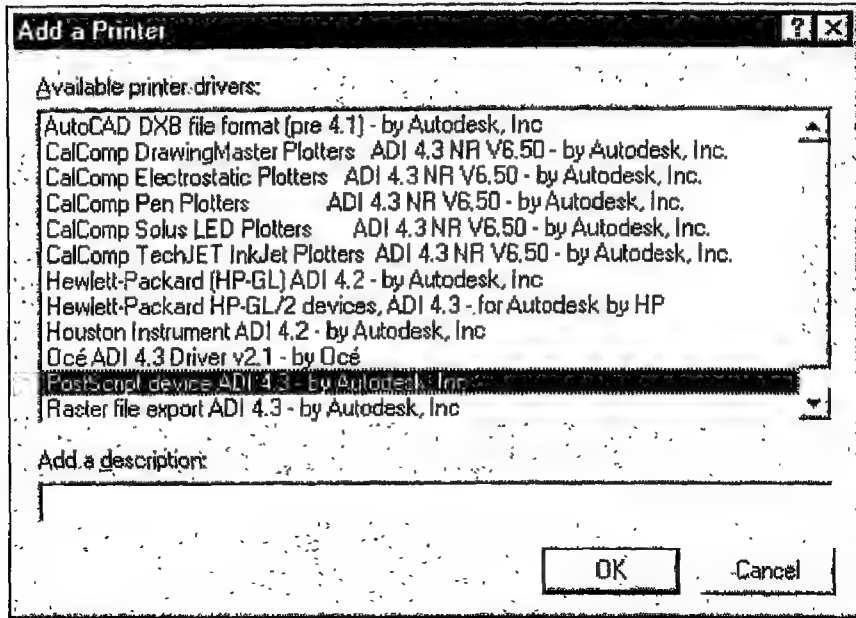 Add a Printer
Available printer drivers:
AutoCAD DXB file format (pre 4.1) - by Autodesk, Inc
CalComp DrawingMaster Plotters ADI 4.3 NR V6.50 - by Autodesk, Inc.
CalComp Electrostatic Plotters ADI 4.3 NR V6.50 - by Autodesk, Inc.
CalComp Pen Plotters ADI 4.3 NR V6.50 - by Autodesk, Inc.
CalComp Solus LED Plotters ADI 4.3 NR V6.50 - by Autodesk, Inc.
CalComp TechJET InkJet Plotters ADI 4.3 NR V6.50 - by Autodesk, Inc.
Hewlett-Packard (HP-GL) ADI 4.2 - by Autodesk, Inc
Hewlett-Packard HP-GL/2 devices, ADI 4.3 - for Autodesk by HP
Houston Instrument ADI 4.2 - by Autodesk, Inc
Océ ADI 4.3 Driver v2.1 - by Océ
PostScript device ADI 4.3 - by Autodesk, Inc
Raster file export ADI 4.3 - by Autodesk, Inc
Add a description:
OK Cancel